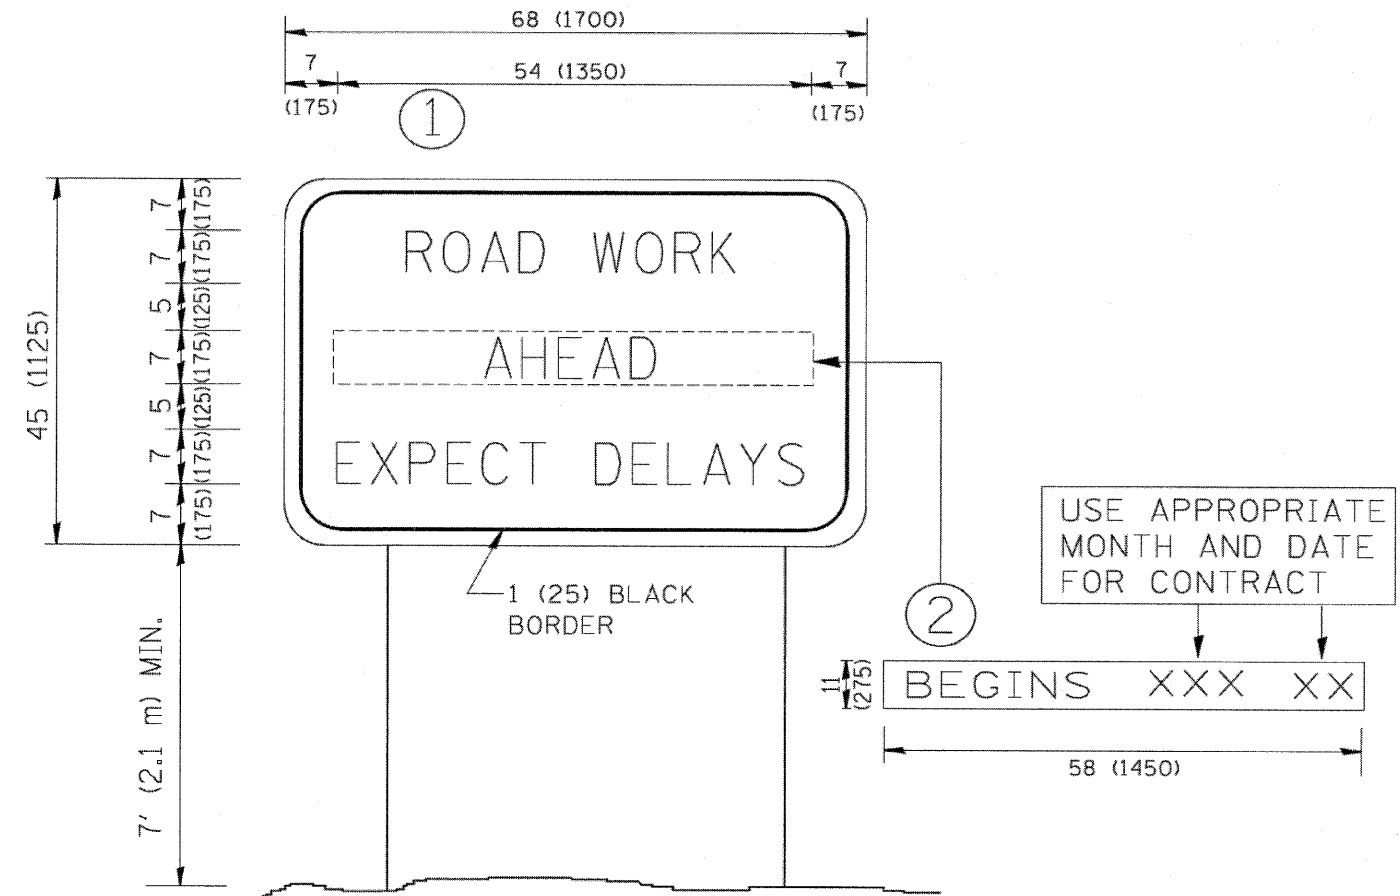 68 (1700)
7
54 (1350)
7
(175)
(175)
1
45 (1125)
7 (175)
7 (175)
5 (125)
7 (175)
5 (125)
7 (175)
7 (175)
ROAD WORK
AHEAD
EXPECT DELAYS
1 (25) BLACK
BORDER
7' (2.1 m) MIN.
2
USE APPROPRIATE
MONTH AND DATE
FOR CONTRACT
11
(275)
BEGINS XXX XX
58 (1450)